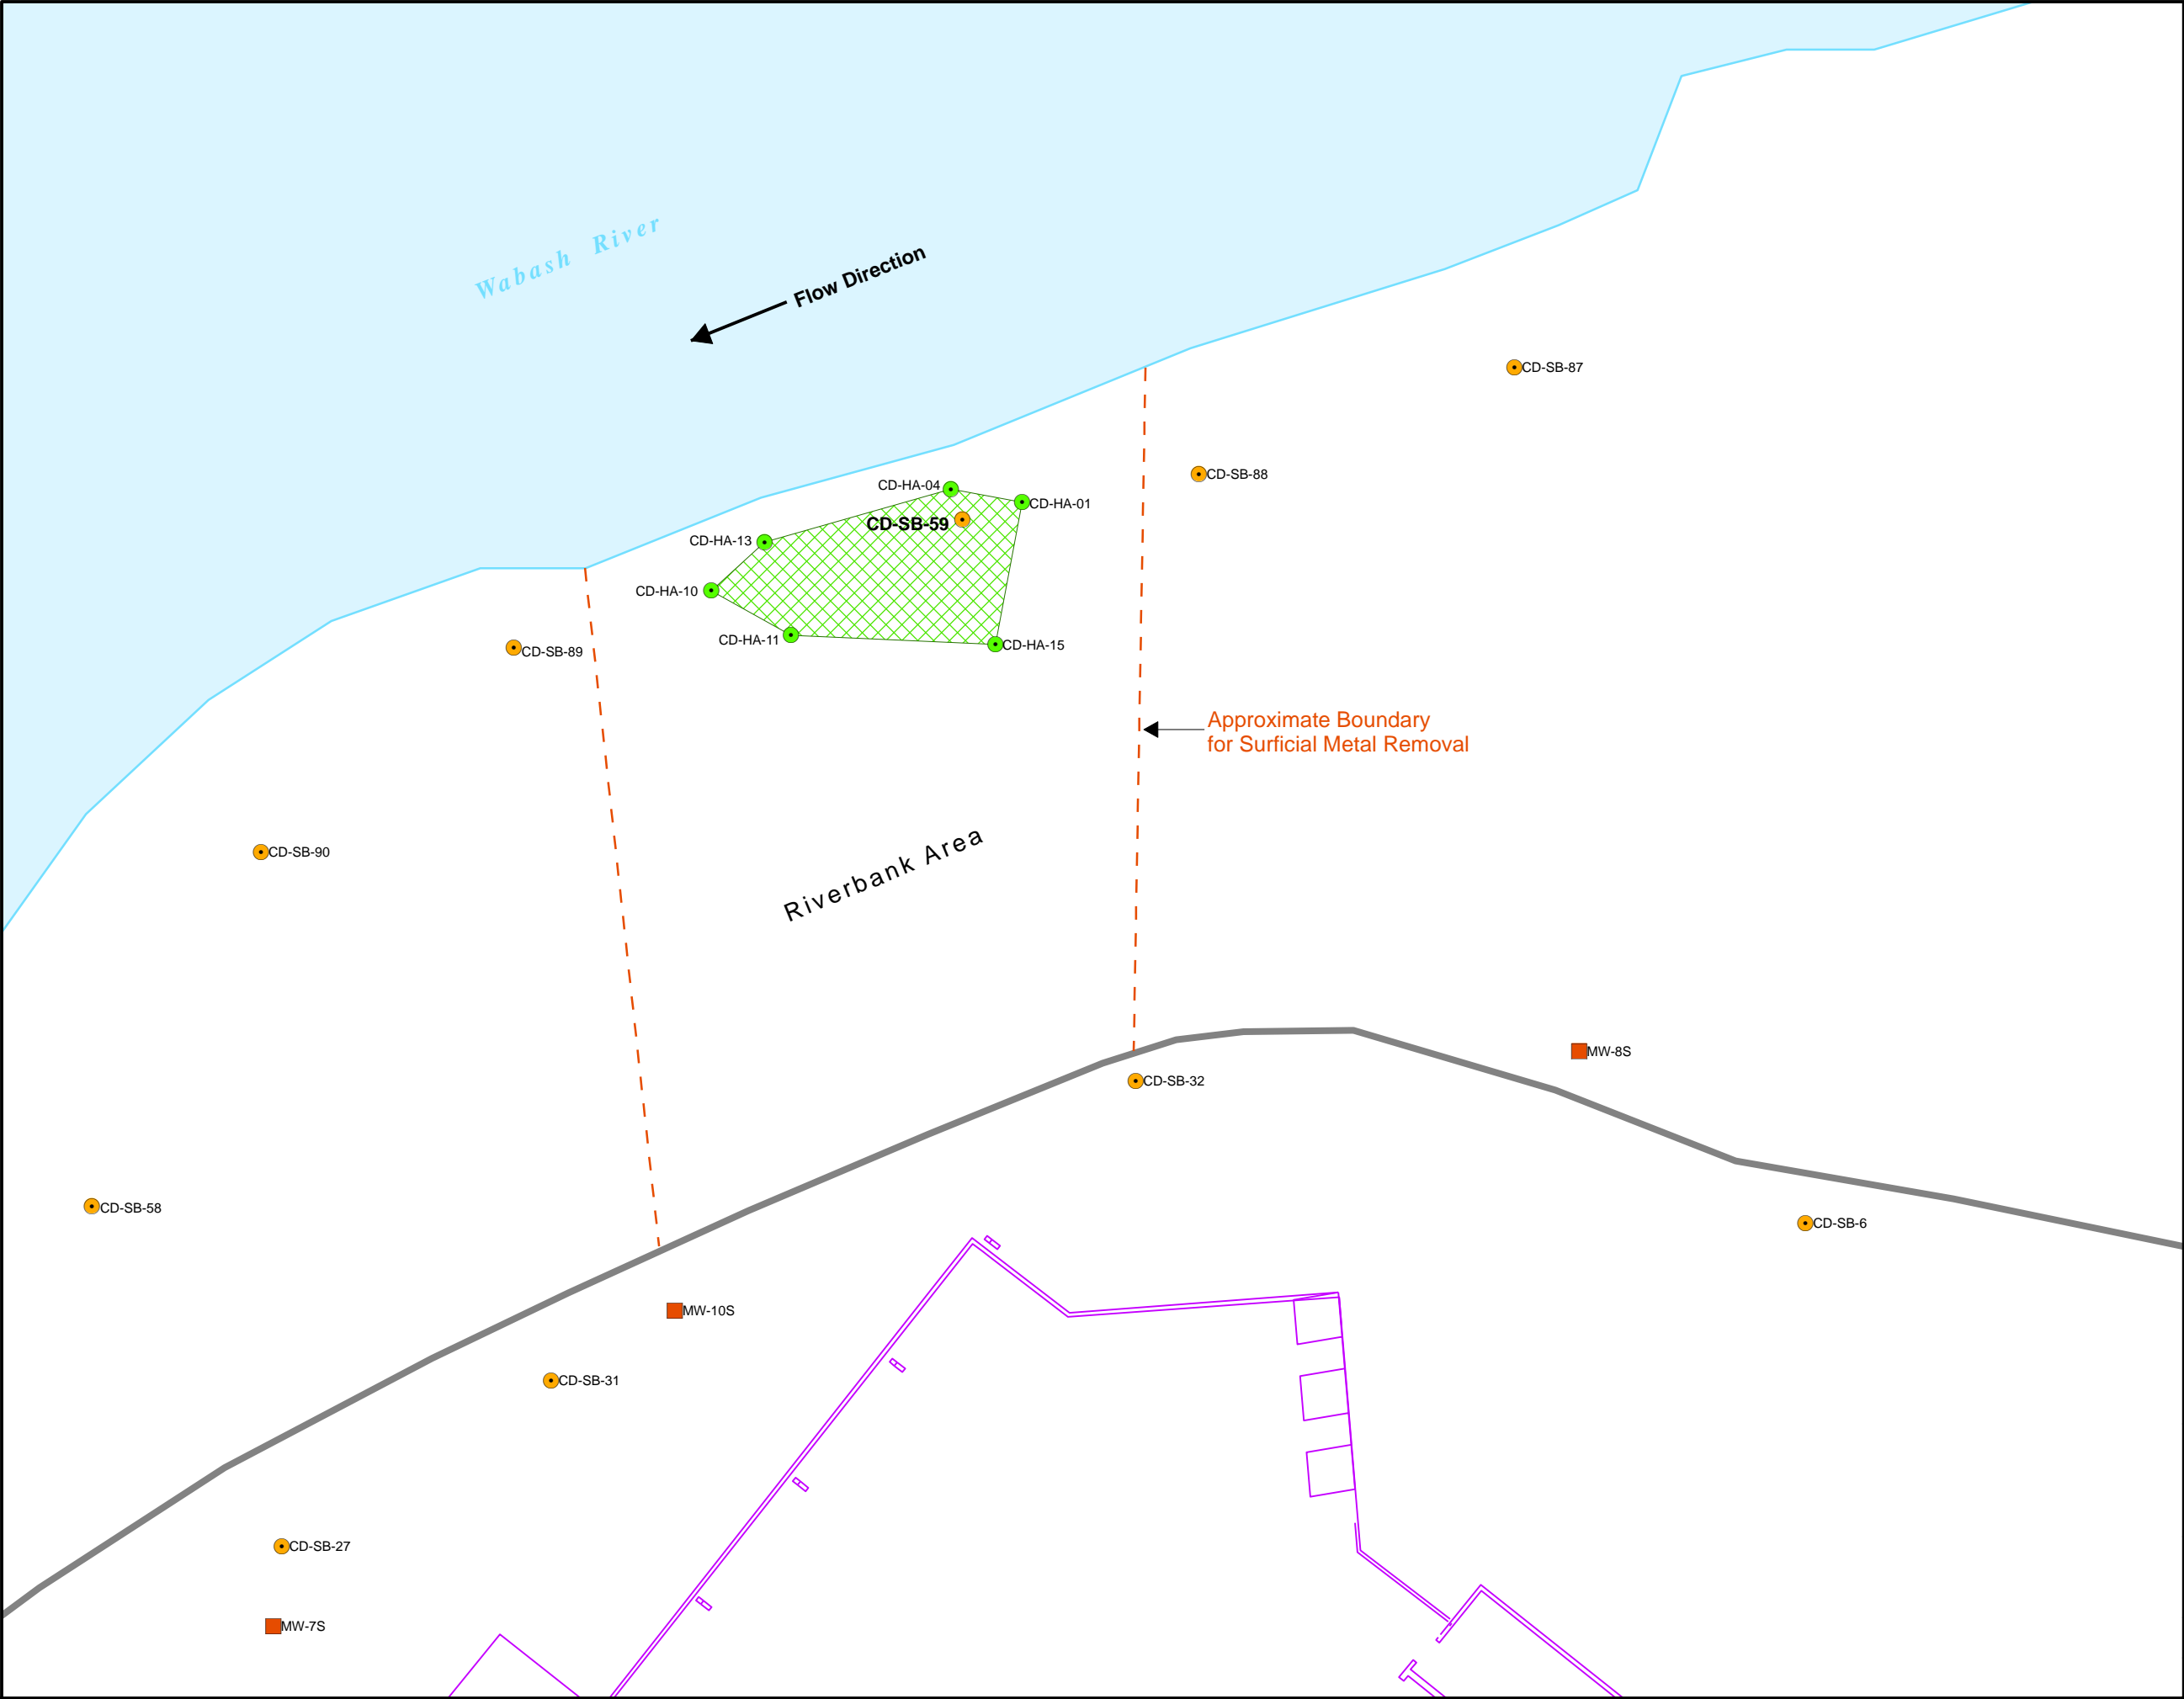 Wabash River
Flow Direction
CD-SB-87
CD-SB-88
CD-HA-04
CD-HA-01
CD-SB-59
CD-HA-13
CD-HA-10
CD-HA-11
CD-HA-15
CD-SB-89
Approximate Boundary
for Surficial Metal Removal
CD-SB-90
Riverbank Area
MW-8S
CD-SB-32
CD-SB-58
CD-SB-6
MW-10S
CD-SB-31
CD-SB-27
MW-7S